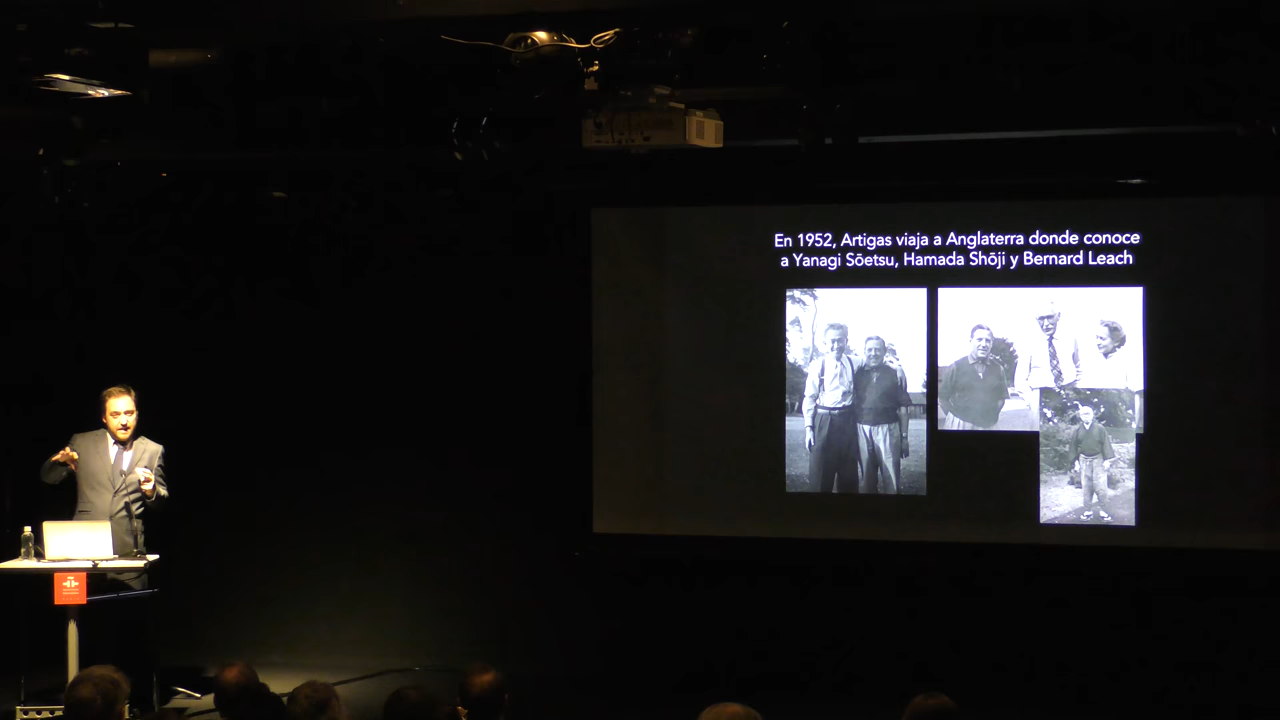 En 1952, Artigas viaja a Anglaterra donde conoce
a Yanagi Sōetsu, Hamada Shōji y Bernard Leach